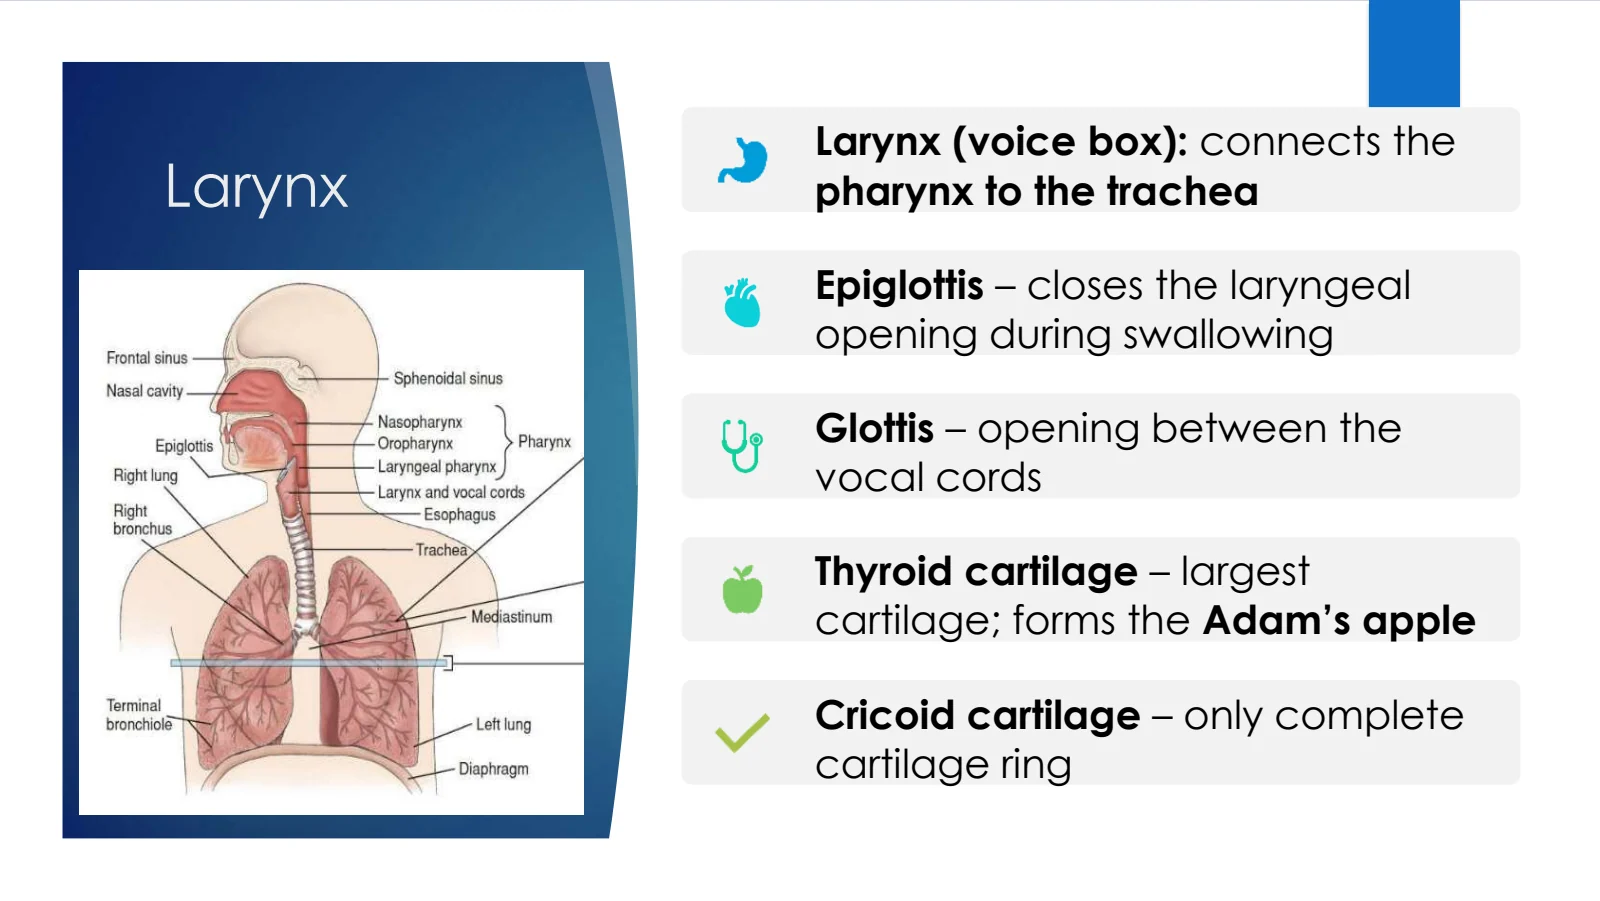 Larynx
Frontal sinus
Nasal cavity
Epiglottis
Right lung
Right
bronchus
Terminal
bronchiole
Sphenoidal sinus
Nasopharynx
Oropharynx
Laryngeal pharynx
Pharynx
Larynx and vocal cords
Esophagus
Trachea
Mediastinum
Left lung
Diaphragm
Larynx (voice box): connects the
pharynx to the trachea
Epiglottis – closes the laryngeal
opening during swallowing
Glottis – opening between the
vocal cords
Thyroid cartilage – largest
cartilage; forms the Adam’s apple
Cricoid cartilage – only complete
cartilage ring